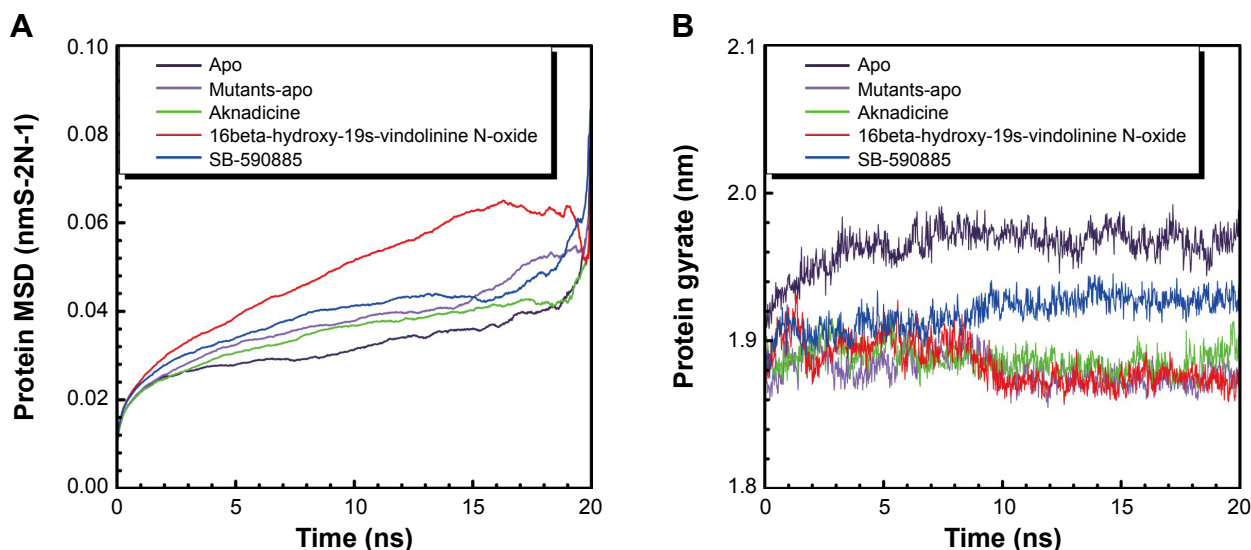 A
Protein MSD (nmS-2N-1)
0.10
0.08
0.06
0.04
0.02
0.00
Apo
Mutants-apo
Aknadicine
16beta-hydroxy-19s-vindolinine N-oxide
SB-590885
0 5 10 15 20
Time (ns)
B
Protein gyrate (nm)
2.1
2.0
1.9
1.8
Apo
Mutants-apo
Aknadicine
16beta-hydroxy-19s-vindolinine N-oxide
SB-590885
0 5 10 15 20
Time (ns)